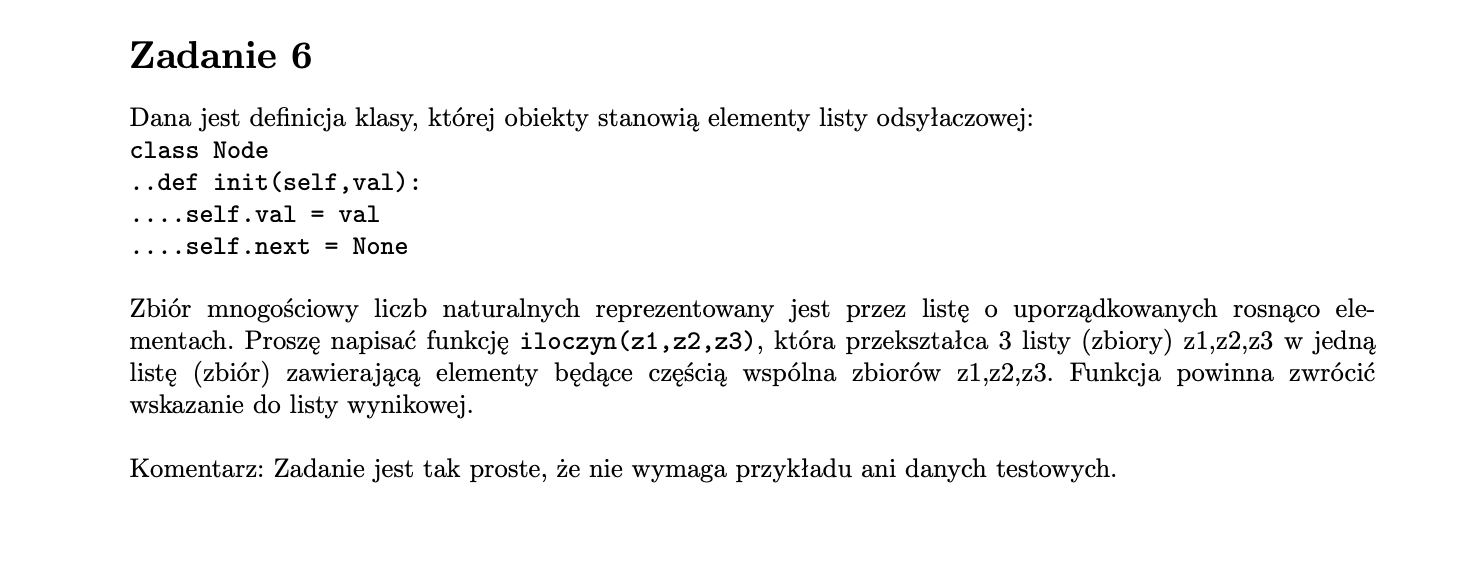 Zadanie 6
Dana jest definicja klasy, której obiekty stanowią elementy listy odsyłaczowej:
class Node
..def init(self,val):
....self.val = val
....self.next = None
Zbiór mnogościowy liczb naturalnych reprezentowany jest przez listę o uporządkowanych rosnąco ele-
mentach. Proszę napisać funkcję iloczyn(z1,z2,z3), która przekształca 3 listy (zbiory) z1,z2,z3 w jedną
listę (zbiór) zawierającą elementy będące częścią wspólna zbiorów z1,z2,z3. Funkcja powinna zwrócić
wskazanie do listy wynikowej.
Komentarz: Zadanie jest tak proste, że nie wymaga przykładu ani danych testowych.